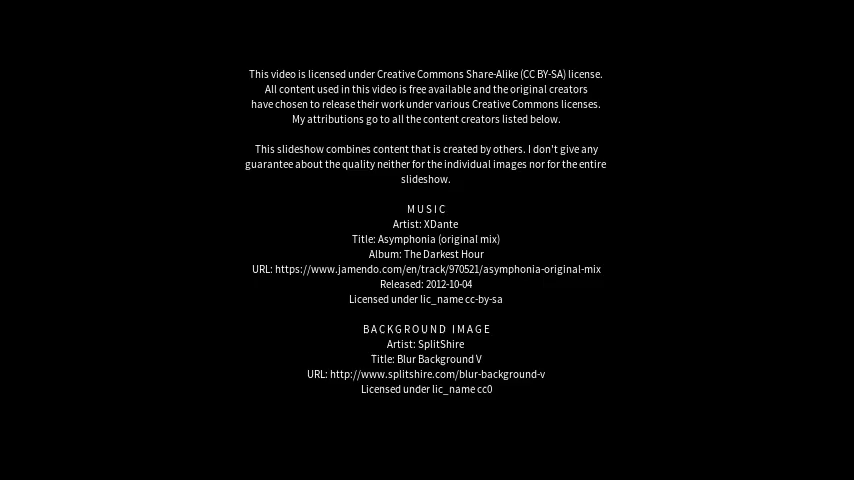 This video is licensed under Creative Commons Share-Alike (CC BY-SA) license.
All content used in this video is free available and the original creators
have chosen to release their work under various Creative Commons licenses.
My attributions go to all the content creators listed below.
This slideshow combines content that is created by others. I don't give any
guarantee about the quality neither for the individual images nor for the entire
slideshow.
MUSIC
Artist: XDante
Title: Asymphonia (original mix)
Album: The Darkest Hour
URL: https://www.jamendo.com/en/track/970521/asymphonia-original-mix
Released: 2012-10-04
Licensed under lic_name cc-by-sa
BACKGROUND IMAGE
Artist: SplitShire
Title: Blur Background V
URL: http://www.splitshire.com/blur-background-v
Licensed under lic_name cc0